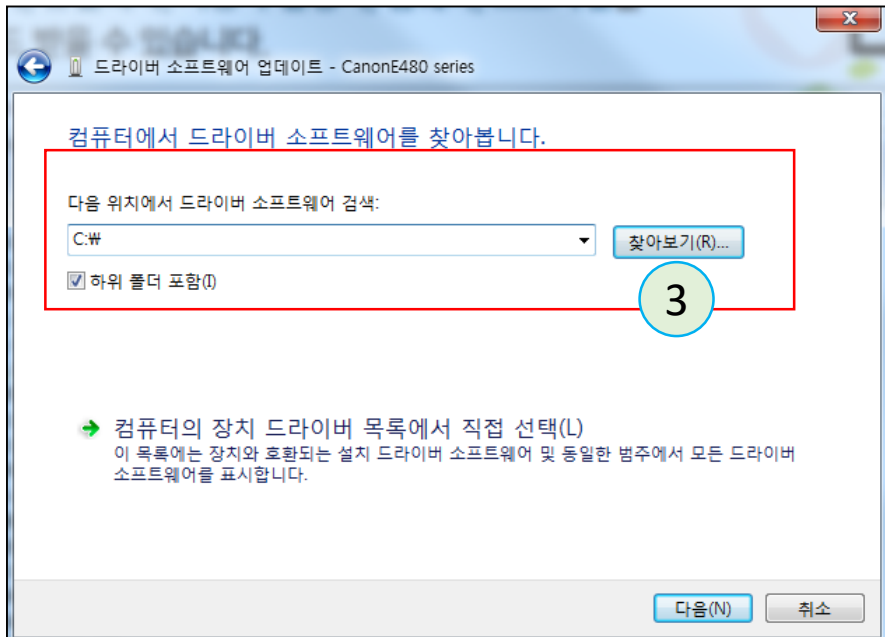 받을 수 있습니다.
드라이버 소프트웨어 업데이트 - CanonE480 series
컴퓨터에서 드라이버 소프트웨어를 찾아봅니다.
다음 위치에서 드라이버 소프트웨어 검색:
C:₩
찾아보기(R)...
하위 폴더 포함(I)
3
컴퓨터의 장치 드라이버 목록에서 직접 선택(L)
이 목록에는 장치와 호환되는 설치 드라이버 소프트웨어 및 동일한 범주에서 모든 드라이버
소프트웨어를 표시합니다.
다음(N)
취소